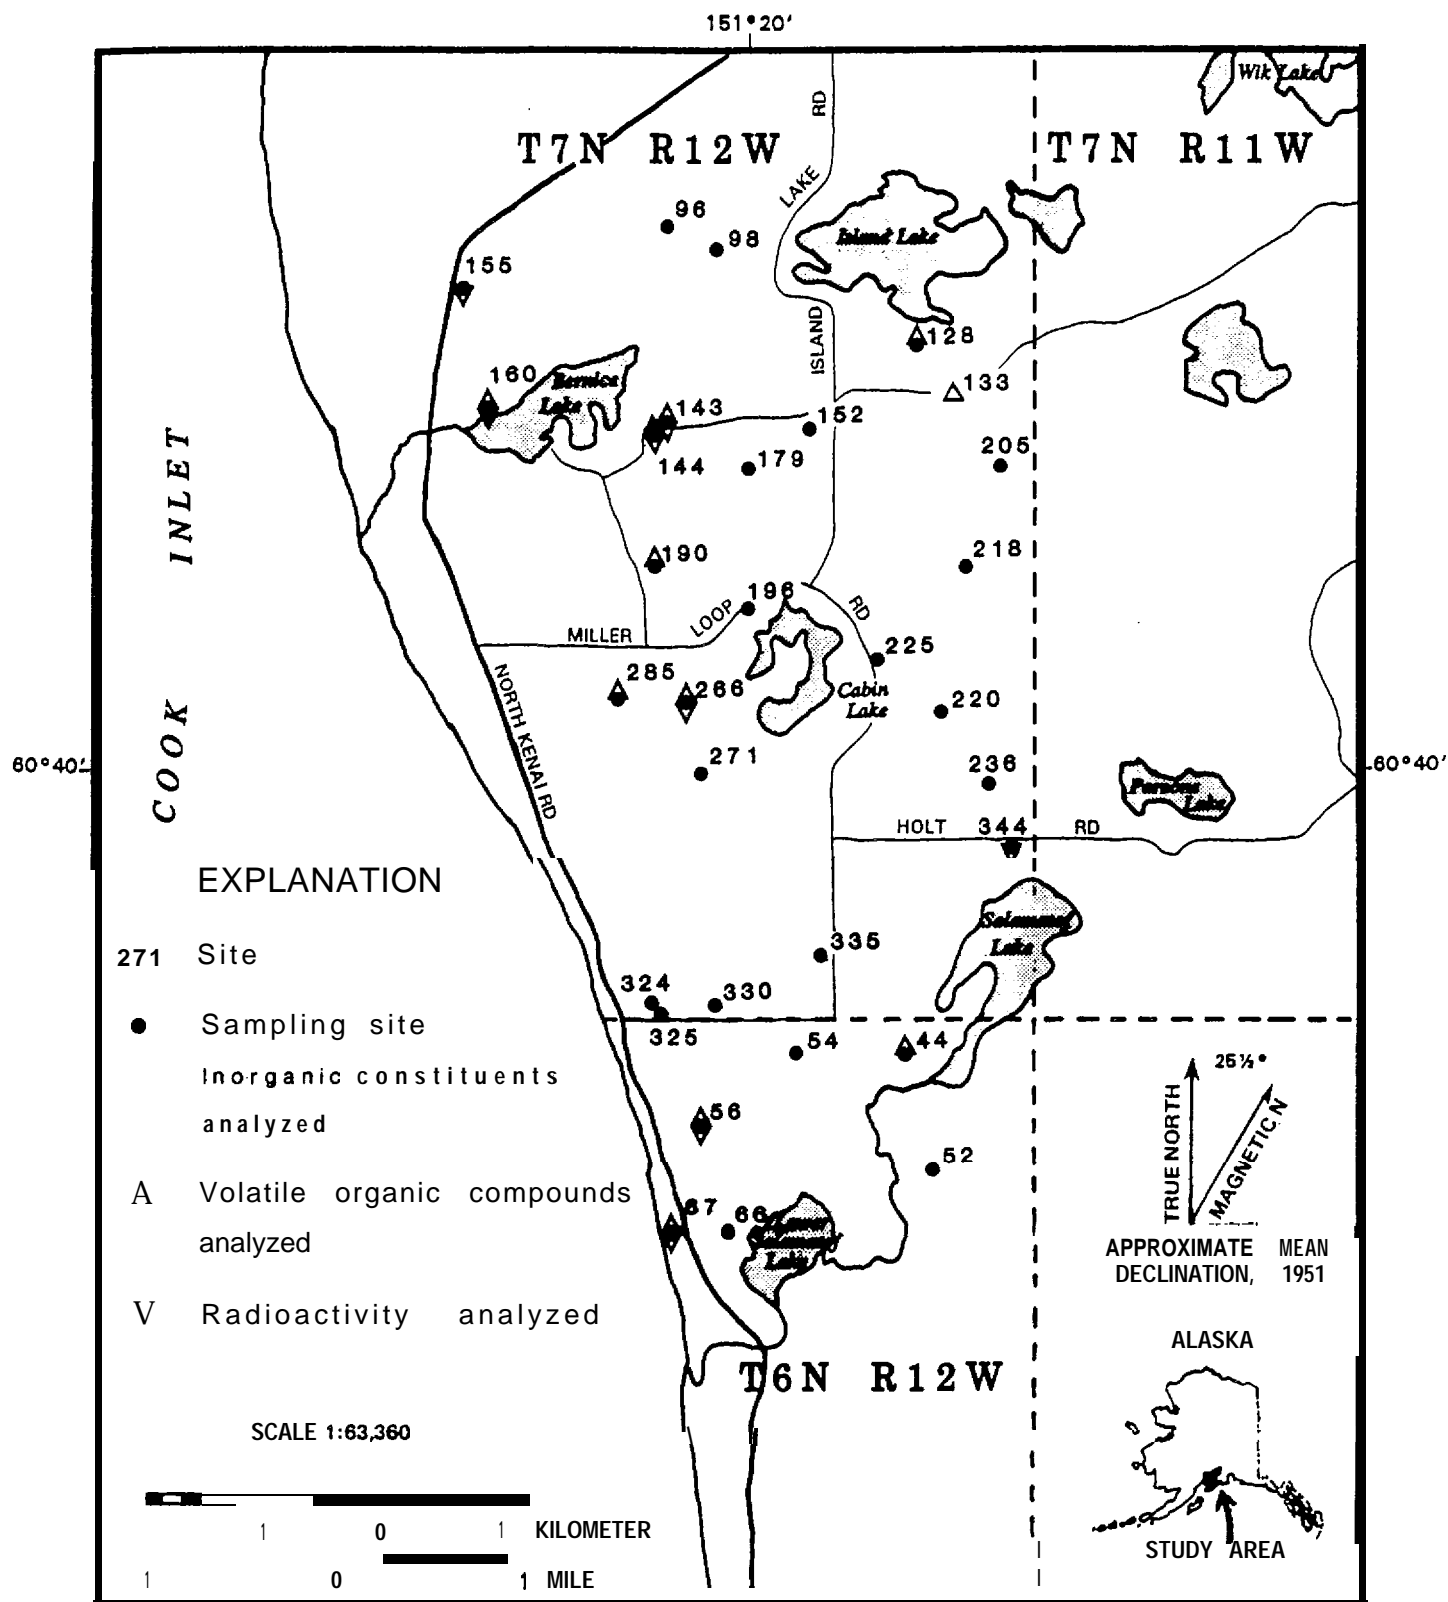 151°20'
Wik Lake
RD
T7N R12W
T7N R11W
LAKE
96
98
Island Lake
155
ISLAND
128
160
Bernice
Lake
133
143
152
144
179
205
COOK INLET
190
218
196
RD
LOOP
MILLER
225
285
266
Cabin
Lake
220
NORTH KENAI RD
271
236
60°40'
60°40'
Parsons
Lake
HOLT
344
RD
EXPLANATION
Salamatof
Lake
271 Site
335
324
330
● Sampling site
325
54
44
Inorganic constituents
analyzed
25½°
56
TRUE NORTH
MAGNETIC N
52
A Volatile organic compounds
analyzed
67
66
Lower
Salamatof
Lake
APPROXIMATE MEAN
DECLINATION, 1951
V Radioactivity analyzed
ALASKA
T6N R12W
SCALE 1:63,360
1 0 1 KILOMETER
1 0 1 MILE
STUDY AREA